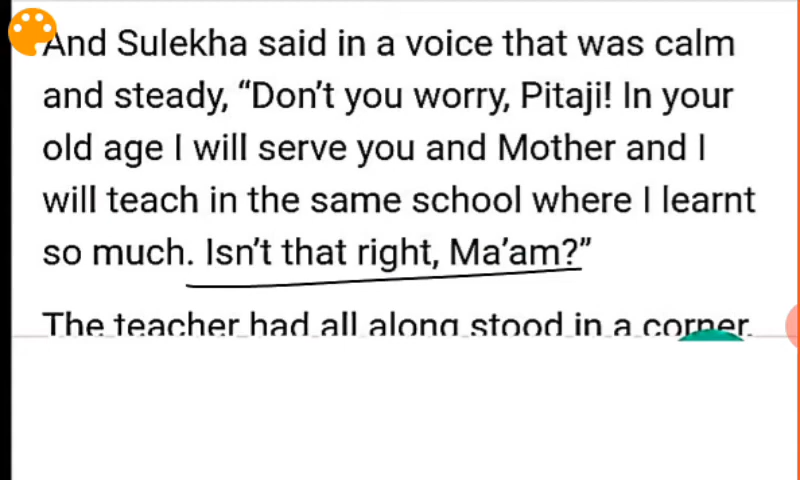 And Sulekha said in a voice that was calm
and steady, “Don’t you worry, Pitaji! In your
old age I will serve you and Mother and I
will teach in the same school where I learnt
so much. Isn’t that right, Ma’am?”
The teacher had all along stood in a corner.